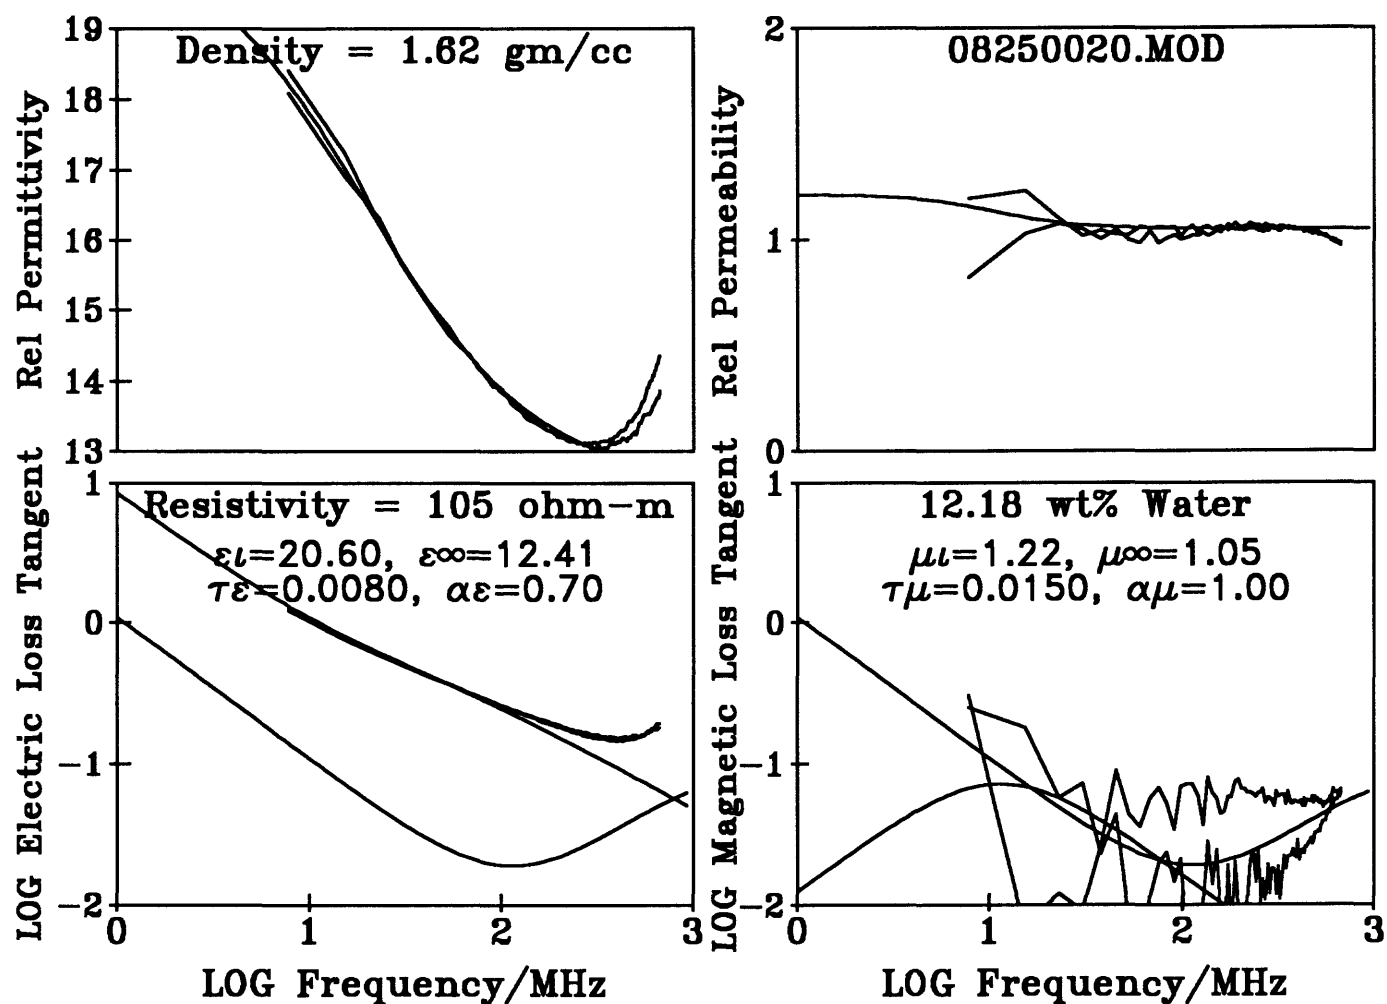 19
18
17
16
15
14
13
Rel Permittivity
Density = 1.62 gm/cc
2
1
0
Rel Permeability
08250020.MOD
1
0
−1
−2
LOG Electric Loss Tangent
Resistivity = 105 ohm−m
ει=20.60, ε∞=12.41
τε=0.0080, αε=0.70
0
1
2
3
LOG Frequency/MHz
1
0
−1
−2
LOG Magnetic Loss Tangent
12.18 wt% Water
μι=1.22, μ∞=1.05
τμ=0.0150, αμ=1.00
0
1
2
3
LOG Frequency/MHz